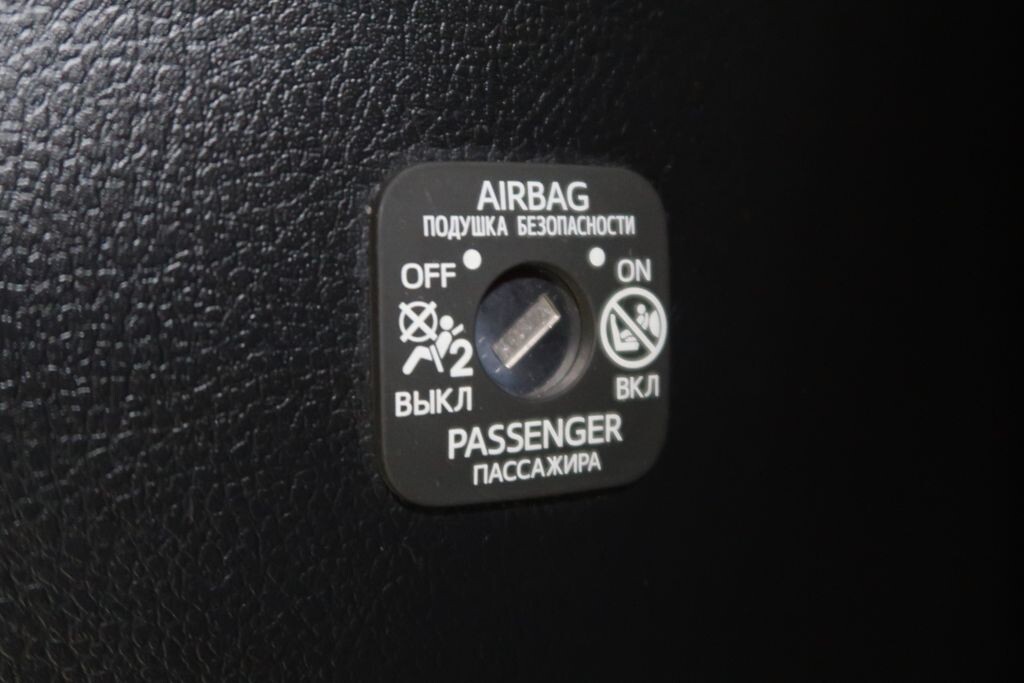 AIRBAG
ПОДУШКА БЕЗОПАСНОСТИ
OFF
ON
2
ВЫКЛ
ВКЛ
PASSENGER
ПАССАЖИРА